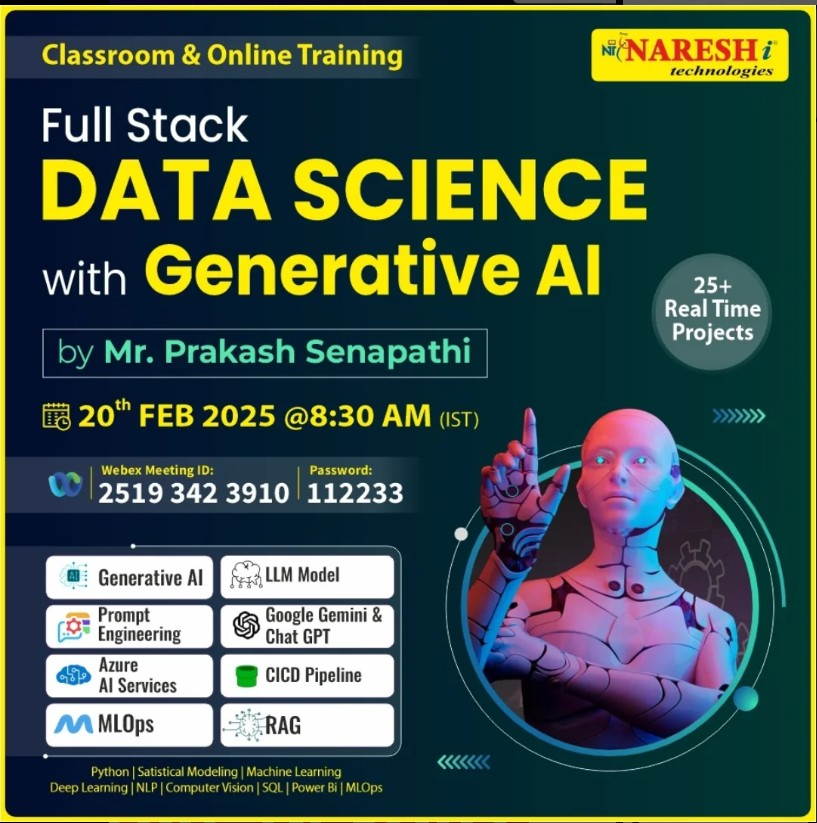 Classroom & Online Training
NiT NARESH i
technologies
Full Stack
DATA SCIENCE
with Generative AI
25+
Real Time
Projects
by Mr. Prakash Senapathi
20th FEB 2025 @8:30 AM (IST)
Webex Meeting ID:
2519 342 3910
Password:
112233
AI
Generative AI
LLM Model
Prompt
Engineering
Google Gemini &
Chat GPT
Azure
AI Services
CICD Pipeline
MLOps
RAG
Python | Satistical Modeling | Machine Learning
Deep Learning | NLP | Computer Vision | SQL | Power Bi | MLOps